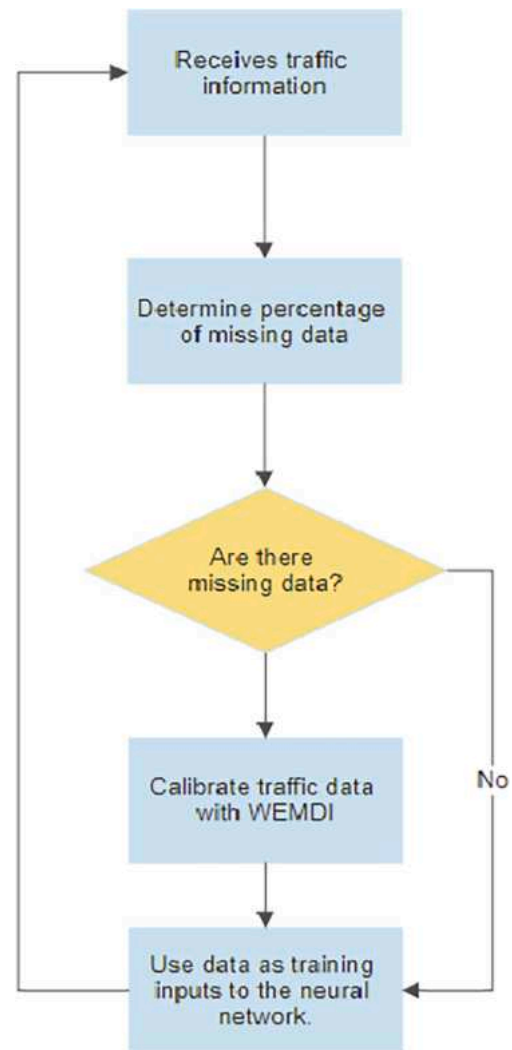 Receives traffic
information
Determine percentage
of missing data
Are there
missing data?
Calibrate traffic data
with WEMDI
No
Use data as training
inputs to the neural
network.